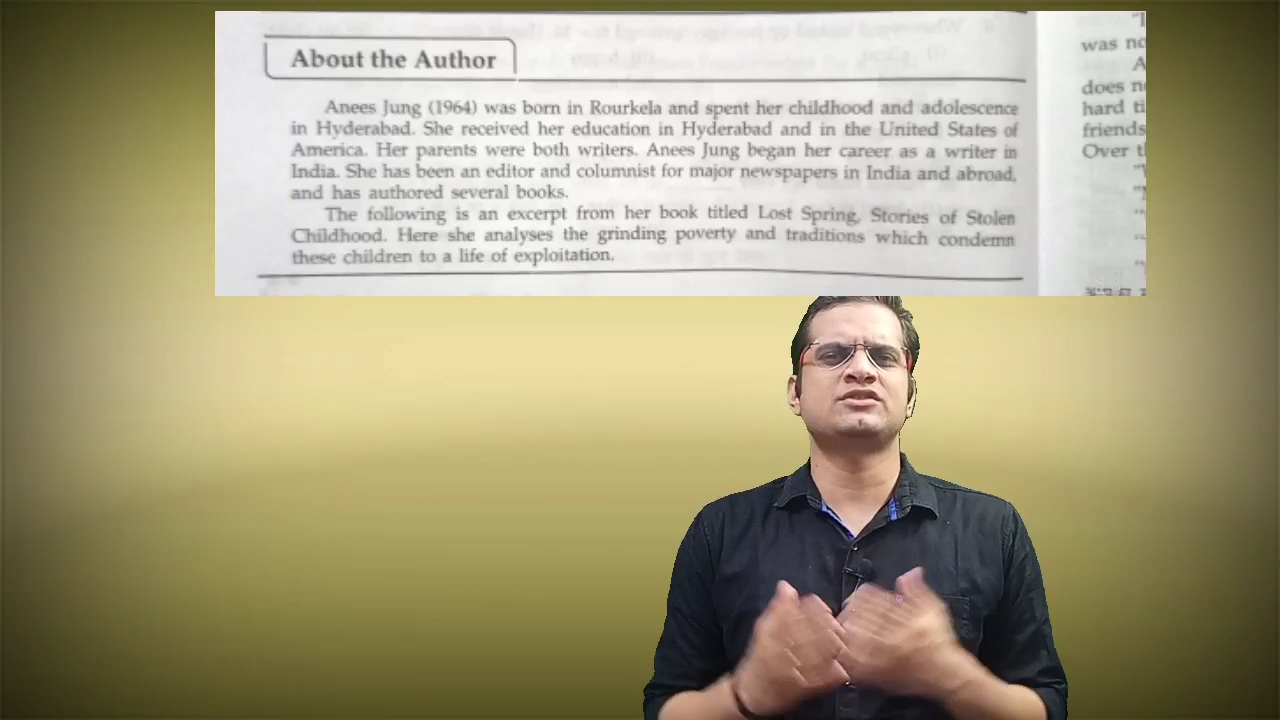 About the Author
Anees Jung (1964) was born in Rourkela and spent her childhood and adolescence
in Hyderabad. She received her education in Hyderabad and in the United States of
America. Her parents were both writers. Anees Jung began her career as a writer in
India. She has been an editor and columnist for major newspapers in India and abroad,
and has authored several books.
The following is an excerpt from her book titled Lost Spring, Stories of Stolen
Childhood. Here she analyses the grinding poverty and traditions which condemn
these children to a life of exploitation.
was
does
hard
friends
Over